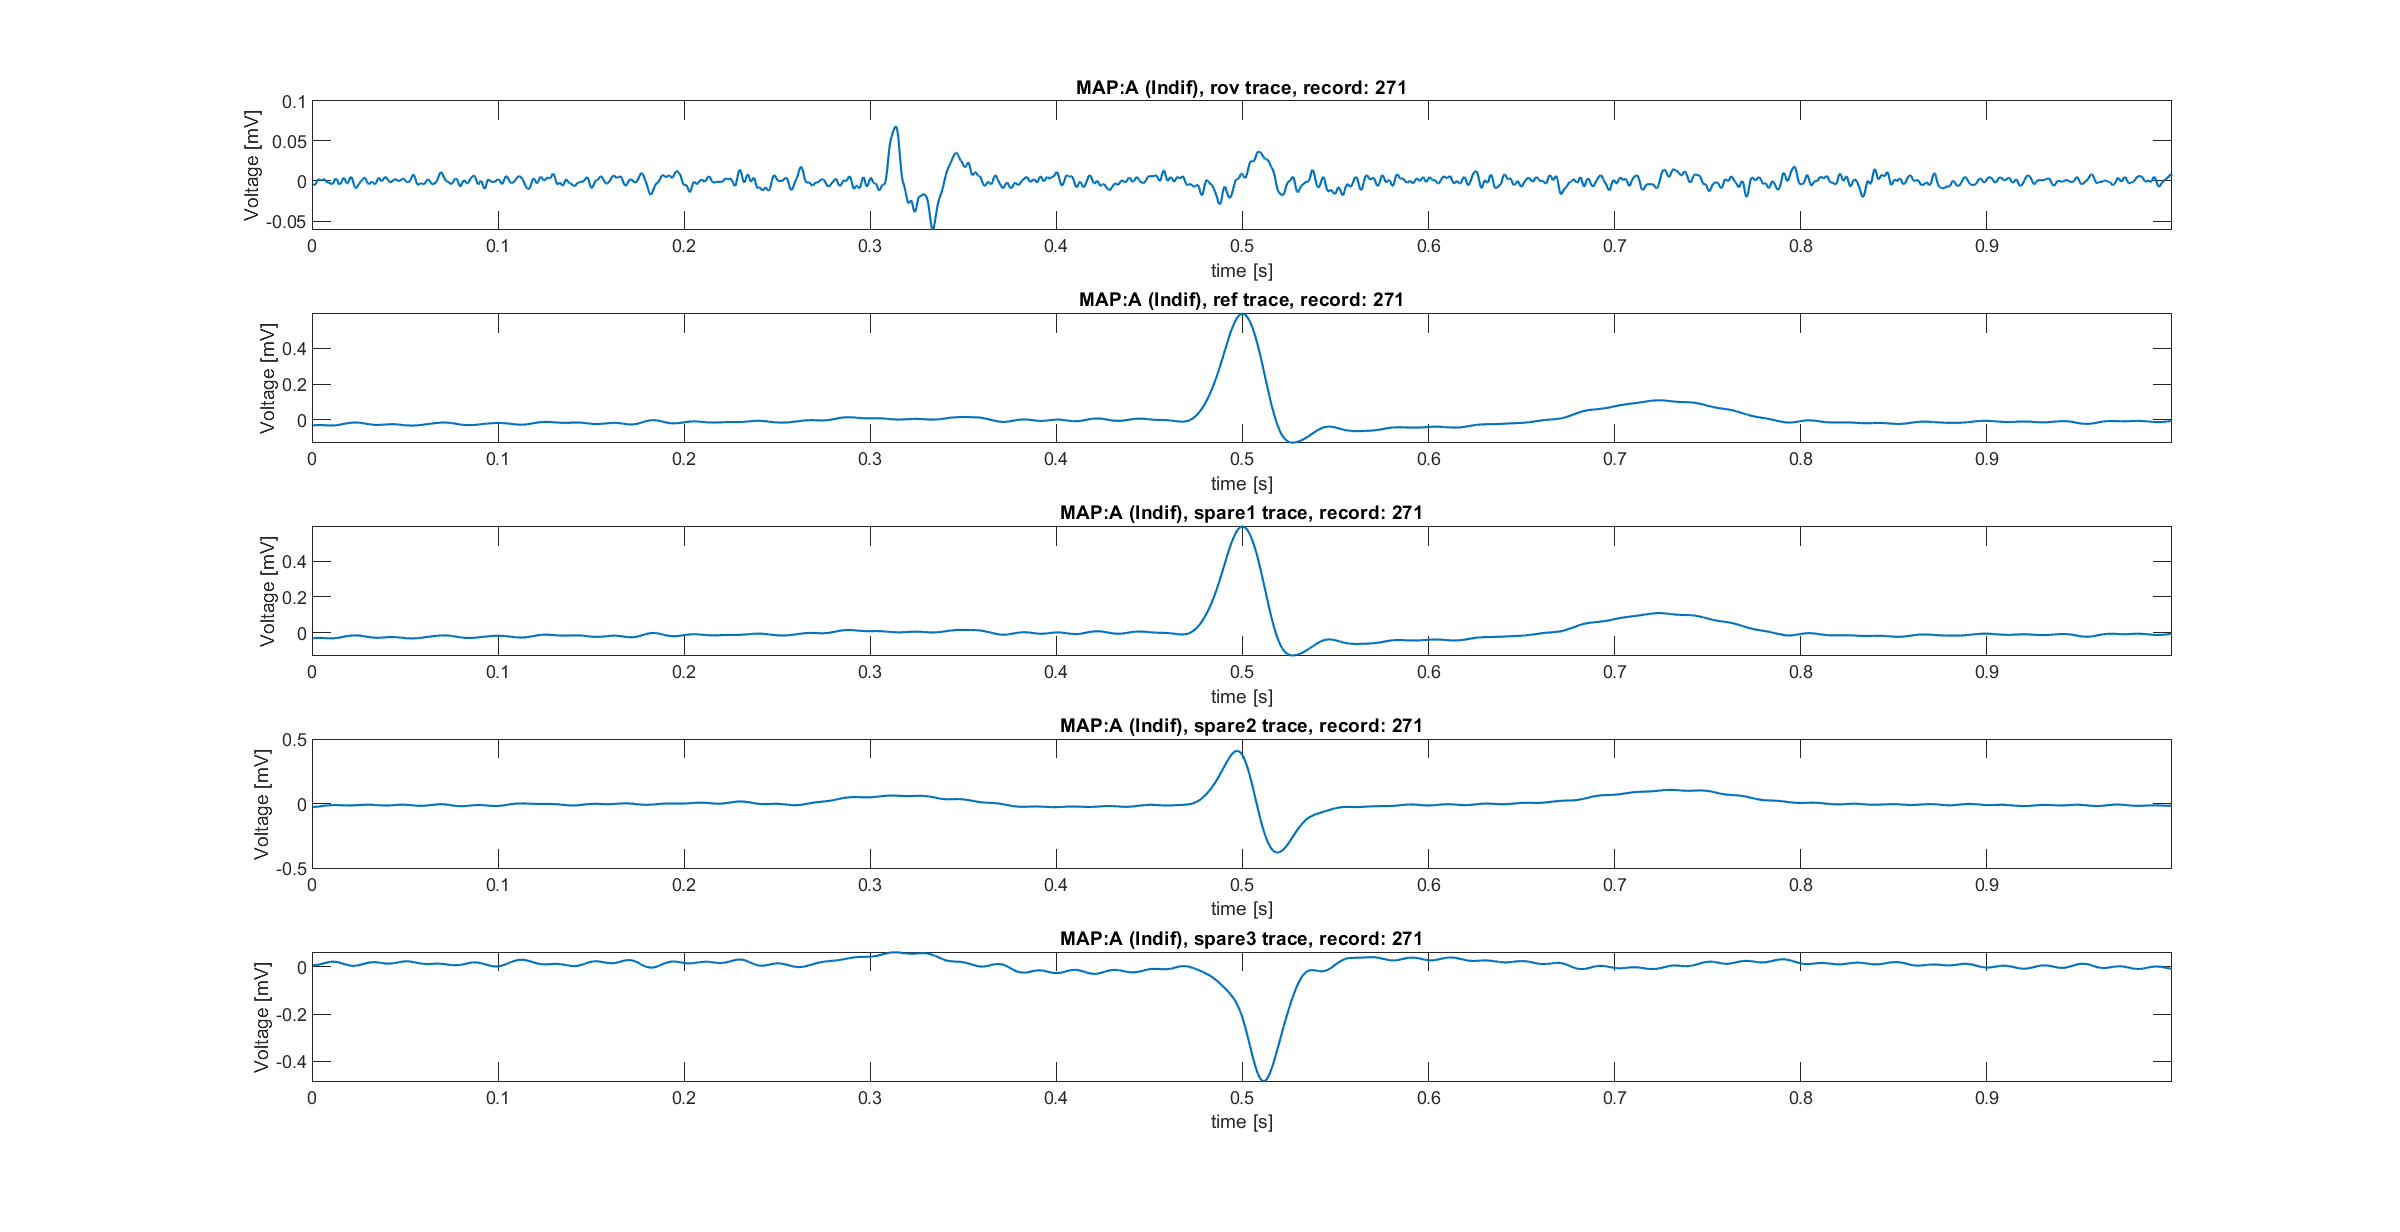 MAP:A (Indif), rov trace, record: 271
Voltage [mV]
0.1
0.05
0
-0.05
0 0.1 0.2 0.3 0.4 0.5 0.6 0.7 0.8 0.9
time [s]
MAP:A (Indif), ref trace, record: 271
Voltage [mV]
0.4
0.2
0
0 0.1 0.2 0.3 0.4 0.5 0.6 0.7 0.8 0.9
time [s]
MAP:A (Indif), spare1 trace, record: 271
Voltage [mV]
0.4
0.2
0
0 0.1 0.2 0.3 0.4 0.5 0.6 0.7 0.8 0.9
time [s]
MAP:A (Indif), spare2 trace, record: 271
Voltage [mV]
0.5
0
-0.5
0 0.1 0.2 0.3 0.4 0.5 0.6 0.7 0.8 0.9
time [s]
MAP:A (Indif), spare3 trace, record: 271
Voltage [mV]
0
-0.2
-0.4
0 0.1 0.2 0.3 0.4 0.5 0.6 0.7 0.8 0.9
time [s]